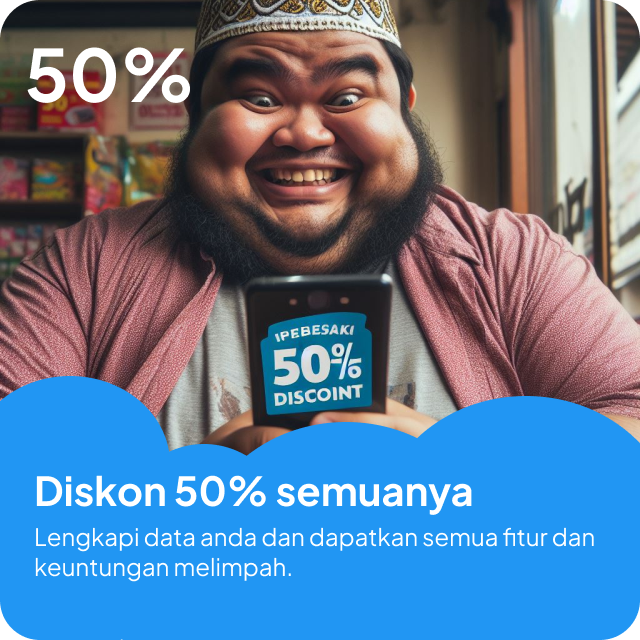 50%
IPEBESAKI
50%
DISCOINT
Diskon 50% semuanya
Lengkapi data anda dan dapatkan semua fitur dan
keuntungan melimpah.